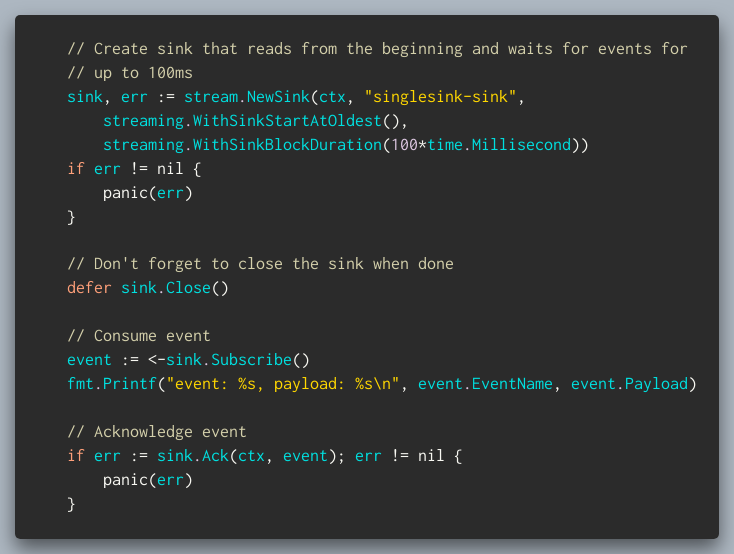 // Create sink that reads from the beginning and waits for events for
// up to 100ms
sink, err := stream.NewSink(ctx, "singlesink-sink",
    streaming.WithSinkStartAtOldest(),
    streaming.WithSinkBlockDuration(100*time.Millisecond))
if err != nil {
    panic(err)
}

// Don't forget to close the sink when done
defer sink.Close()

// Consume event
event := <-sink.Subscribe()
fmt.Printf("event: %s, payload: %s\n", event.EventName, event.Payload)

// Acknowledge event
if err := sink.Ack(ctx, event); err != nil {
    panic(err)
}